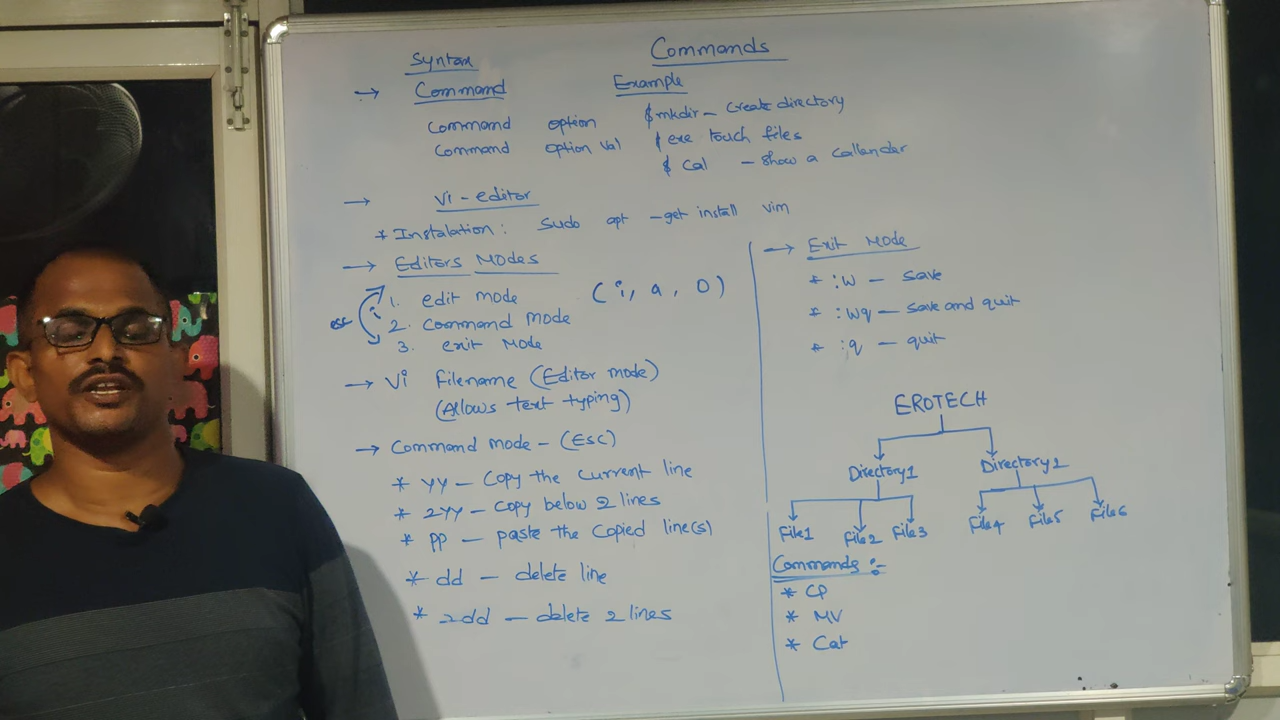 Commands
Syntax
→ Command Example
Command option $ mkdir - Create directory
Command option val $ exe touch files
$ Cal - show a callender
→ Vi - editor
* Instalation: Sudo apt -get install vim
→ Editors Modes
esc 1. edit mode (i, a, O)
i 2. Command mode
3. exit Mode
→ Vi Filename (Editor mode)
(Allows text typing)
→ Command mode - (Esc)
* YY - Copy the current line
* 2YY - Copy below 2 lines
* PP - paste the Copied line(s)
* dd - delete line
* 2dd - delete 2 lines
→ Exit Mode
* :W - save
* :Wq - save and quit
* :q - quit
EROTECH
Directory1 Directory2
File1 File2 File3 File4 File5 File6
Commands :-
* CP
* MV
* Cat